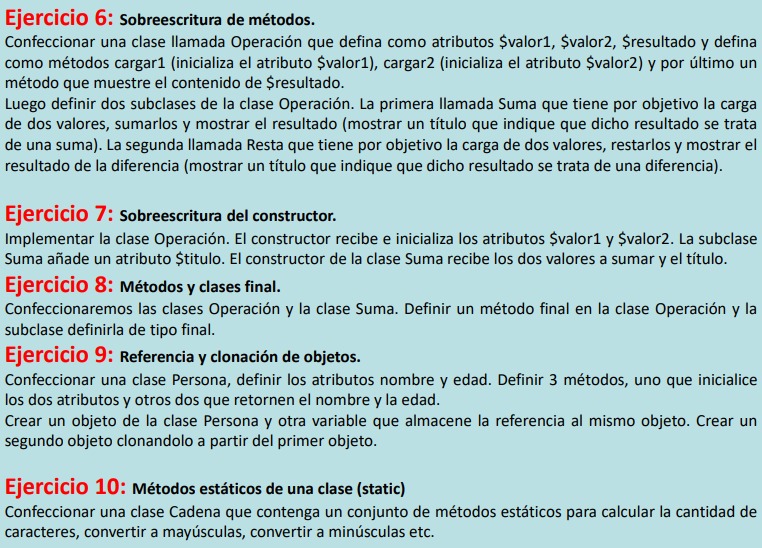 Ejercicio 6: Sobreescritura de métodos.
Confeccionar una clase llamada Operación que defina como atributos $valor1, $valor2, $resultado y defina
como métodos cargar1 (inicializa el atributo $valor1), cargar2 (inicializa el atributo $valor2) y por último un
método que muestre el contenido de $resultado.
Luego definir dos subclases de la clase Operación. La primera llamada Suma que tiene por objetivo la carga
de dos valores, sumarlos y mostrar el resultado (mostrar un título que indique que dicho resultado se trata
de una suma). La segunda llamada Resta que tiene por objetivo la carga de dos valores, restarlos y mostrar el
resultado de la diferencia (mostrar un título que indique que dicho resultado se trata de una diferencia).
Ejercicio 7: Sobreescritura del constructor.
Implementar la clase Operación. El constructor recibe e inicializa los atributos $valor1 y $valor2. La subclase
Suma añade un atributo $titulo. El constructor de la clase Suma recibe los dos valores a sumar y el título.
Ejercicio 8: Métodos y clases final.
Confeccionaremos las clases Operación y la clase Suma. Definir un método final en la clase Operación y la
subclase definirla de tipo final.
Ejercicio 9: Referencia y clonación de objetos.
Confeccionar una clase Persona, definir los atributos nombre y edad. Definir 3 métodos, uno que inicialice
los dos atributos y otros dos que retornen el nombre y la edad.
Crear un objeto de la clase Persona y otra variable que almacene la referencia al mismo objeto. Crear un
segundo objeto clonandolo a partir del primer objeto.
Ejercicio 10: Métodos estáticos de una clase (static)
Confeccionar una clase Cadena que contenga un conjunto de métodos estáticos para calcular la cantidad de
caracteres, convertir a mayúsculas, convertir a minúsculas etc.